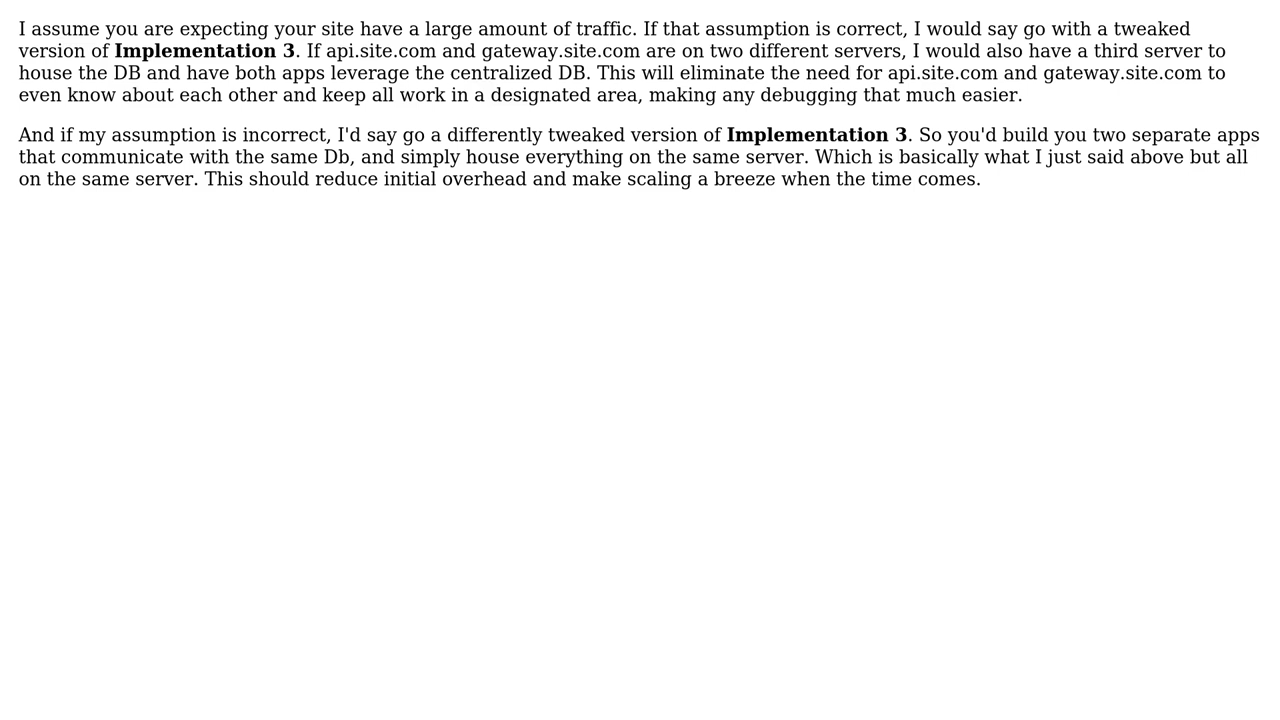 I assume you are expecting your site have a large amount of traffic. If that assumption is correct, I would say go with a tweaked
version of Implementation 3. If api.site.com and gateway.site.com are on two different servers, I would also have a third server to
house the DB and have both apps leverage the centralized DB. This will eliminate the need for api.site.com and gateway.site.com to
even know about each other and keep all work in a designated area, making any debugging that much easier.
And if my assumption is incorrect, I'd say go a differently tweaked version of Implementation 3. So you'd build you two separate apps
that communicate with the same Db, and simply house everything on the same server. Which is basically what I just said above but all
on the same server. This should reduce initial overhead and make scaling a breeze when the time comes.